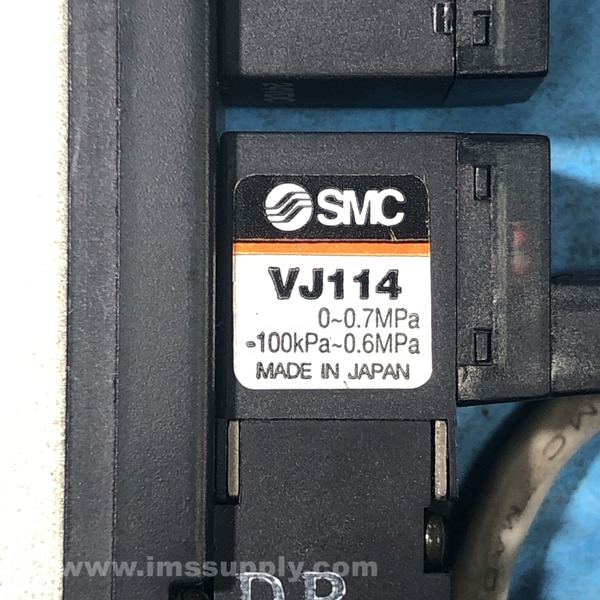 SMC
VJ114
0~0.7MPa
-100kPa~0.6MPa
MADE IN JAPAN
www.imssupply.com